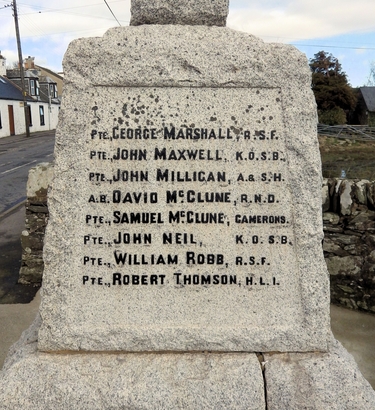 PTE., GEORGE MARSHALL, R.S.F.
PTE., JOHN MAXWELL, K.O.S.B.,
PTE., JOHN MILLIGAN, A.& S.H.
A.B. DAVID McCLUNE, R.N.D.
PTE., SAMUEL McCLUNE, CAMERONS.
PTE., JOHN NEIL, K.O.S.B.
PTE., WILLIAM ROBB, R.S.F.
PTE., ROBERT THOMSON, H.L.I.